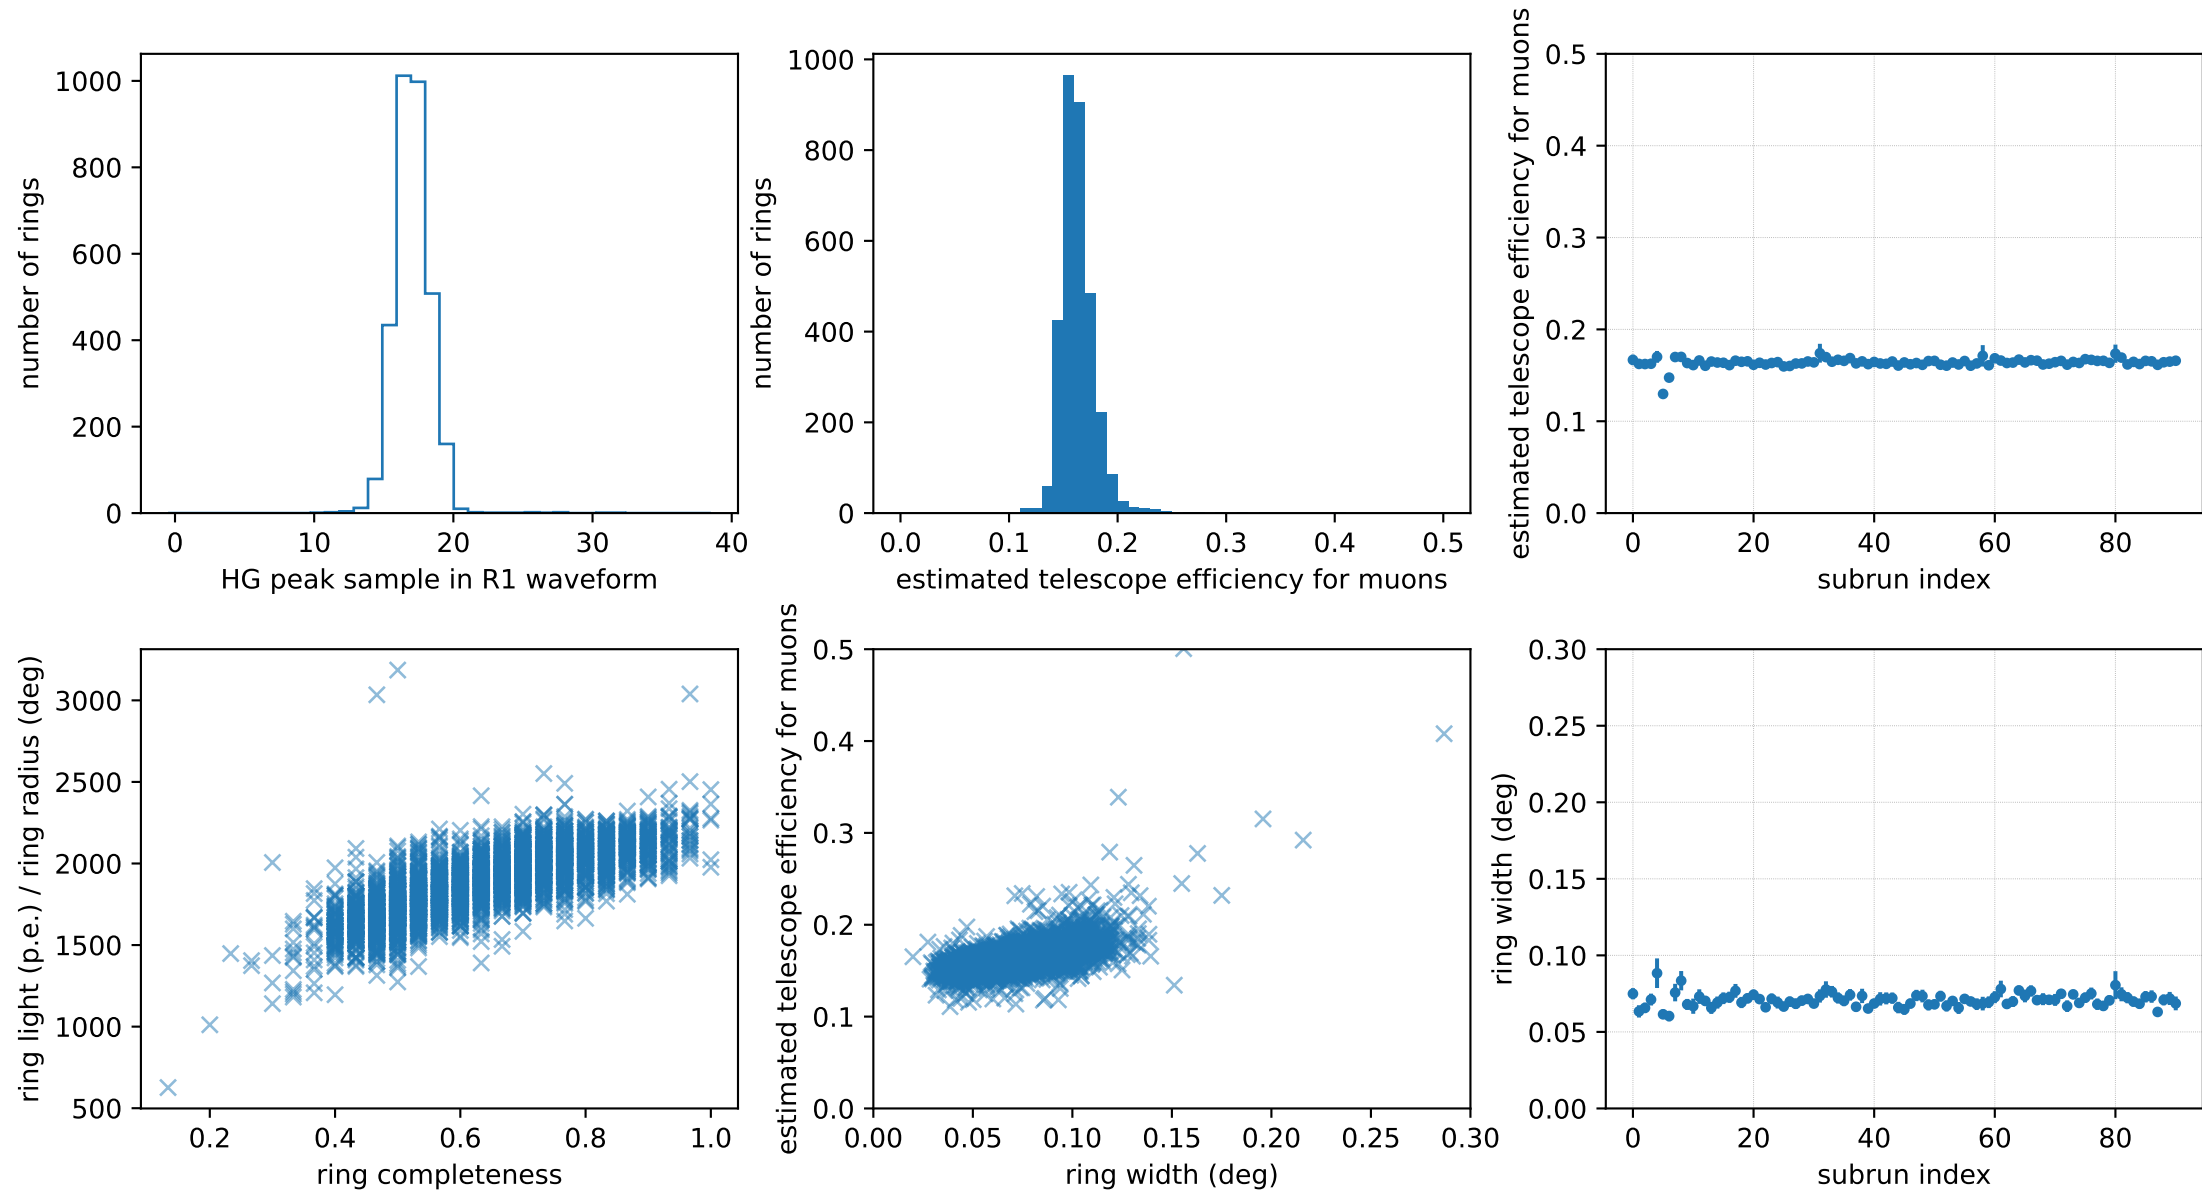 number of rings
1000
800
600
400
200
0
0 10 20 30 40
HG peak sample in R1 waveform
number of rings
1000
800
600
400
200
0
0.0 0.1 0.2 0.3 0.4 0.5
estimated telescope efficiency for muons
estimated telescope efficiency for muons
0.5
0.4
0.3
0.2
0.1
0.0
0 20 40 60 80
subrun index
ring light (p.e.) / ring radius (deg)
3000
2500
2000
1500
1000
500
0.2 0.4 0.6 0.8 1.0
ring completeness
estimated telescope efficiency for muons
0.5
0.4
0.3
0.2
0.1
0.0
0.00 0.05 0.10 0.15 0.20 0.25 0.30
ring width (deg)
ring width (deg)
0.30
0.25
0.20
0.15
0.10
0.05
0.00
0 20 40 60 80
subrun index